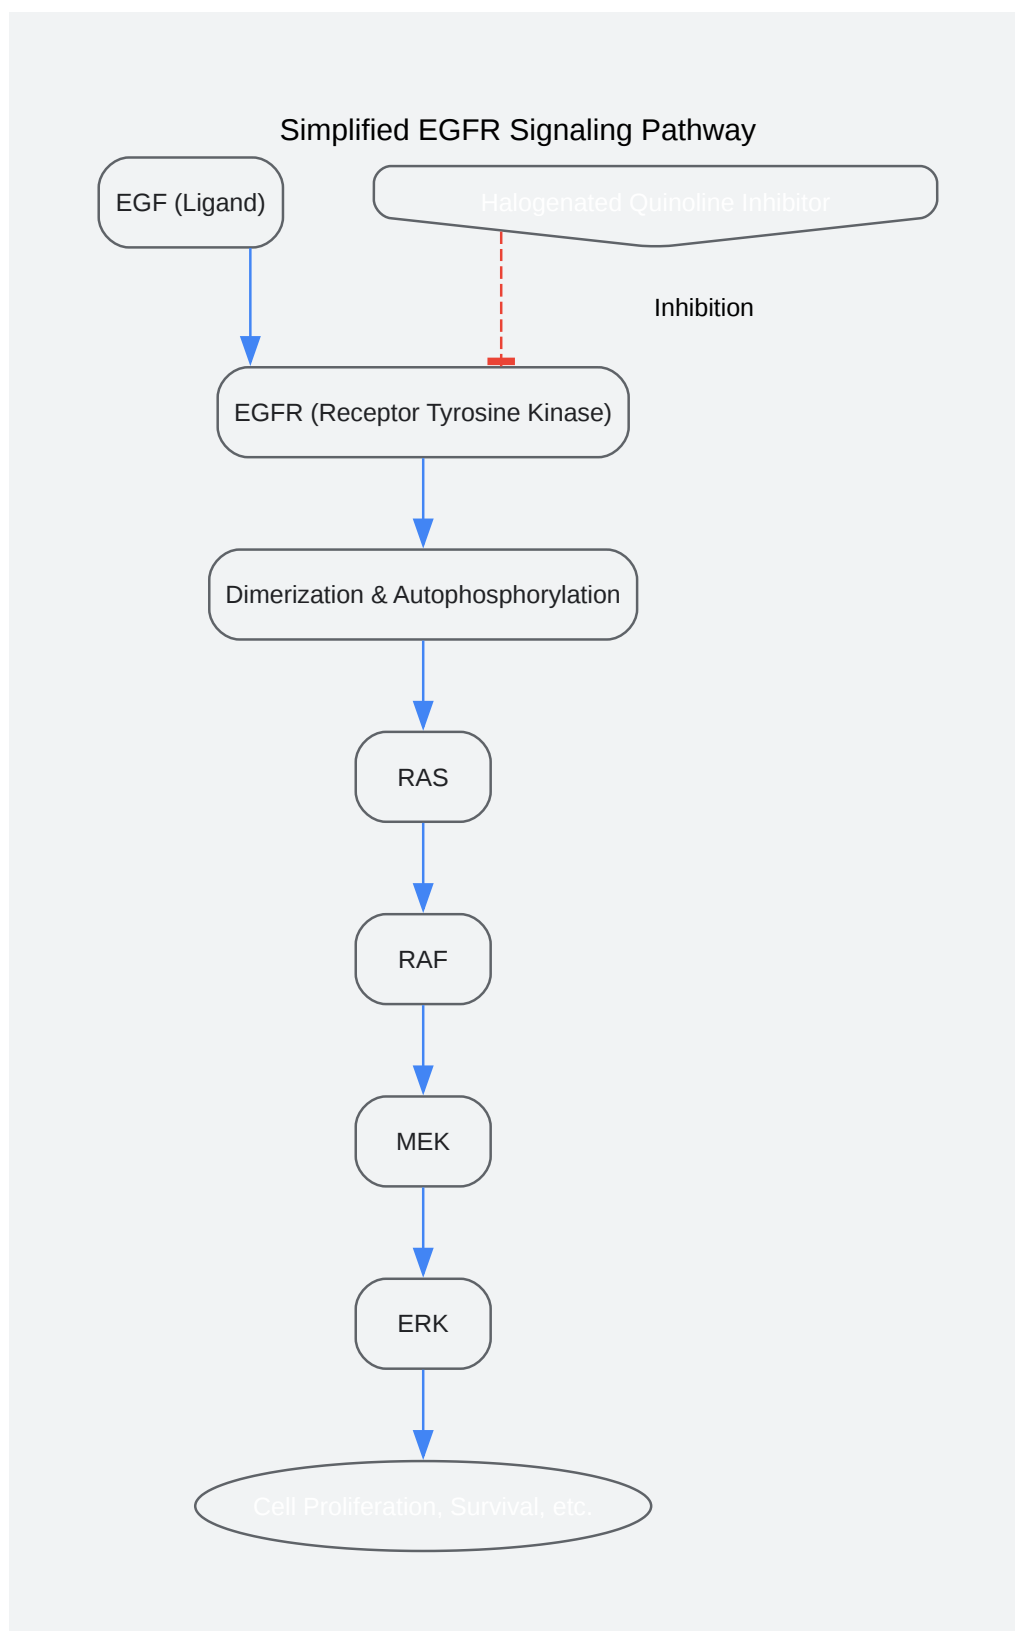 Simplified EGFR Signaling Pathway
EGF (Ligand)
Halogenated Quinoline Inhibitor
Inhibition
EGFR (Receptor Tyrosine Kinase)
Dimerization & Autophosphorylation
RAS
RAF
MEK
ERK
Cell Proliferation, Survival, etc.